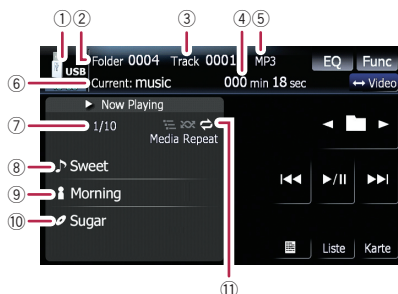 ① ② ③ ④ ⑤
USB Folder 0004 Track 0001 MP3 EQ Func
⑥ Current: music 000 min 18 sec ↔ Video
▶ Now Playing
⑦ 1/10
Media Repeat
⑧ ♪ Sweet
⑨ Morning
⑩ Sugar
Liste Karte
⑪